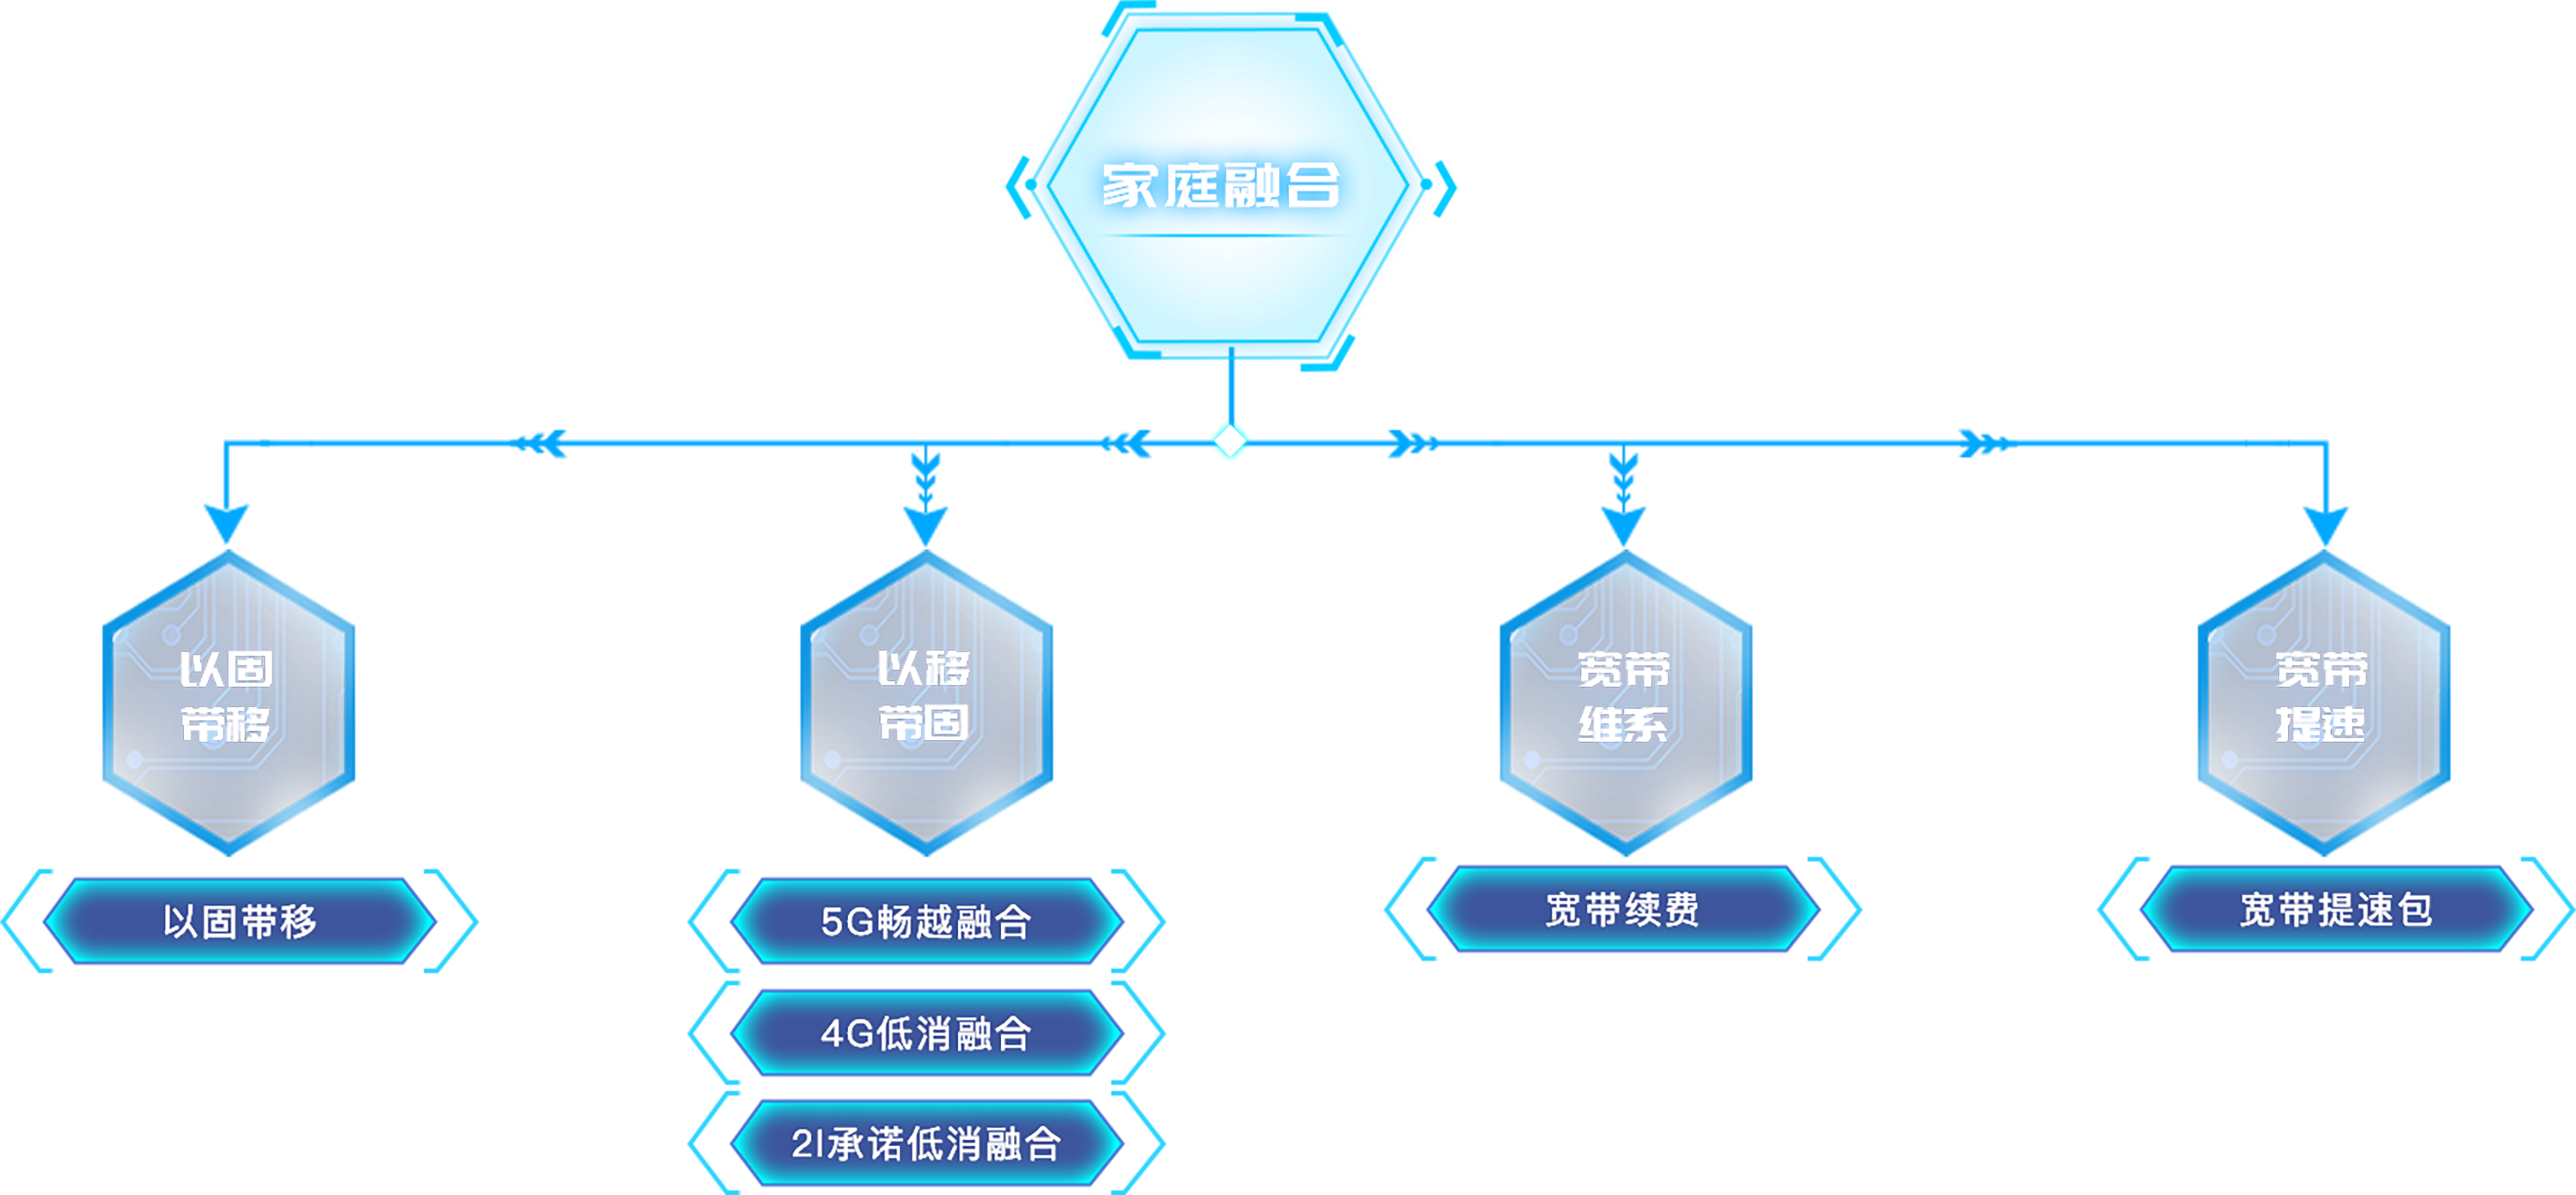 家庭融合
以固
带移
以移
带固
宽带
维系
宽带
提速
以固带移
5G畅越融合
4G低消融合
2I承诺低消融合
宽带续费
宽带提速包